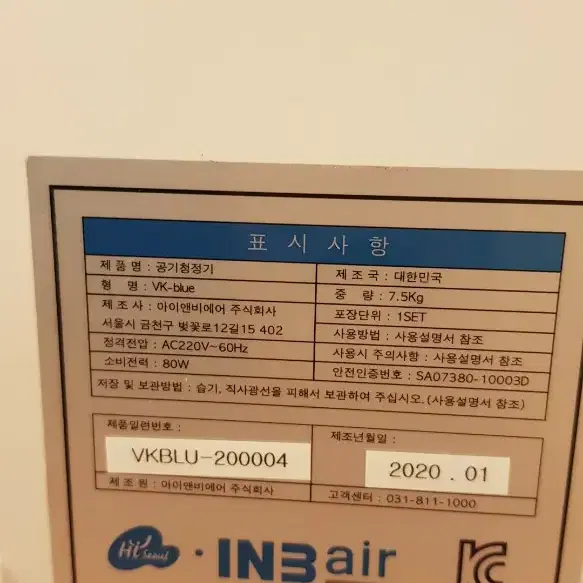 표시사항
제품명 : 공기청정기
형 명 : VK-blue
제조사 : 아이앤비에어 주식회사
서울시 금천구 벚꽃로12길15 402
정격전압 : AC220V~60Hz
소비전력 : 80W
제조국 : 대한민국
중 량 : 7.5Kg
포장단위 : 1SET
사용방법 : 사용설명서 참조
사용시 주의사항 : 사용설명서 참조
안전인증번호 : SA07380-10003D
저장 및 보관방법 : 습기, 직사광선을 피해서 보관하여 주십시오.(사용설명서 참조)
제품일련번호 :
VKBLU-200004
제조원 : 아이앤비에어 주식회사
제조년월일 :
2020 . 01
고객센터 : 031-811-1000
Hi Seoul · INB air